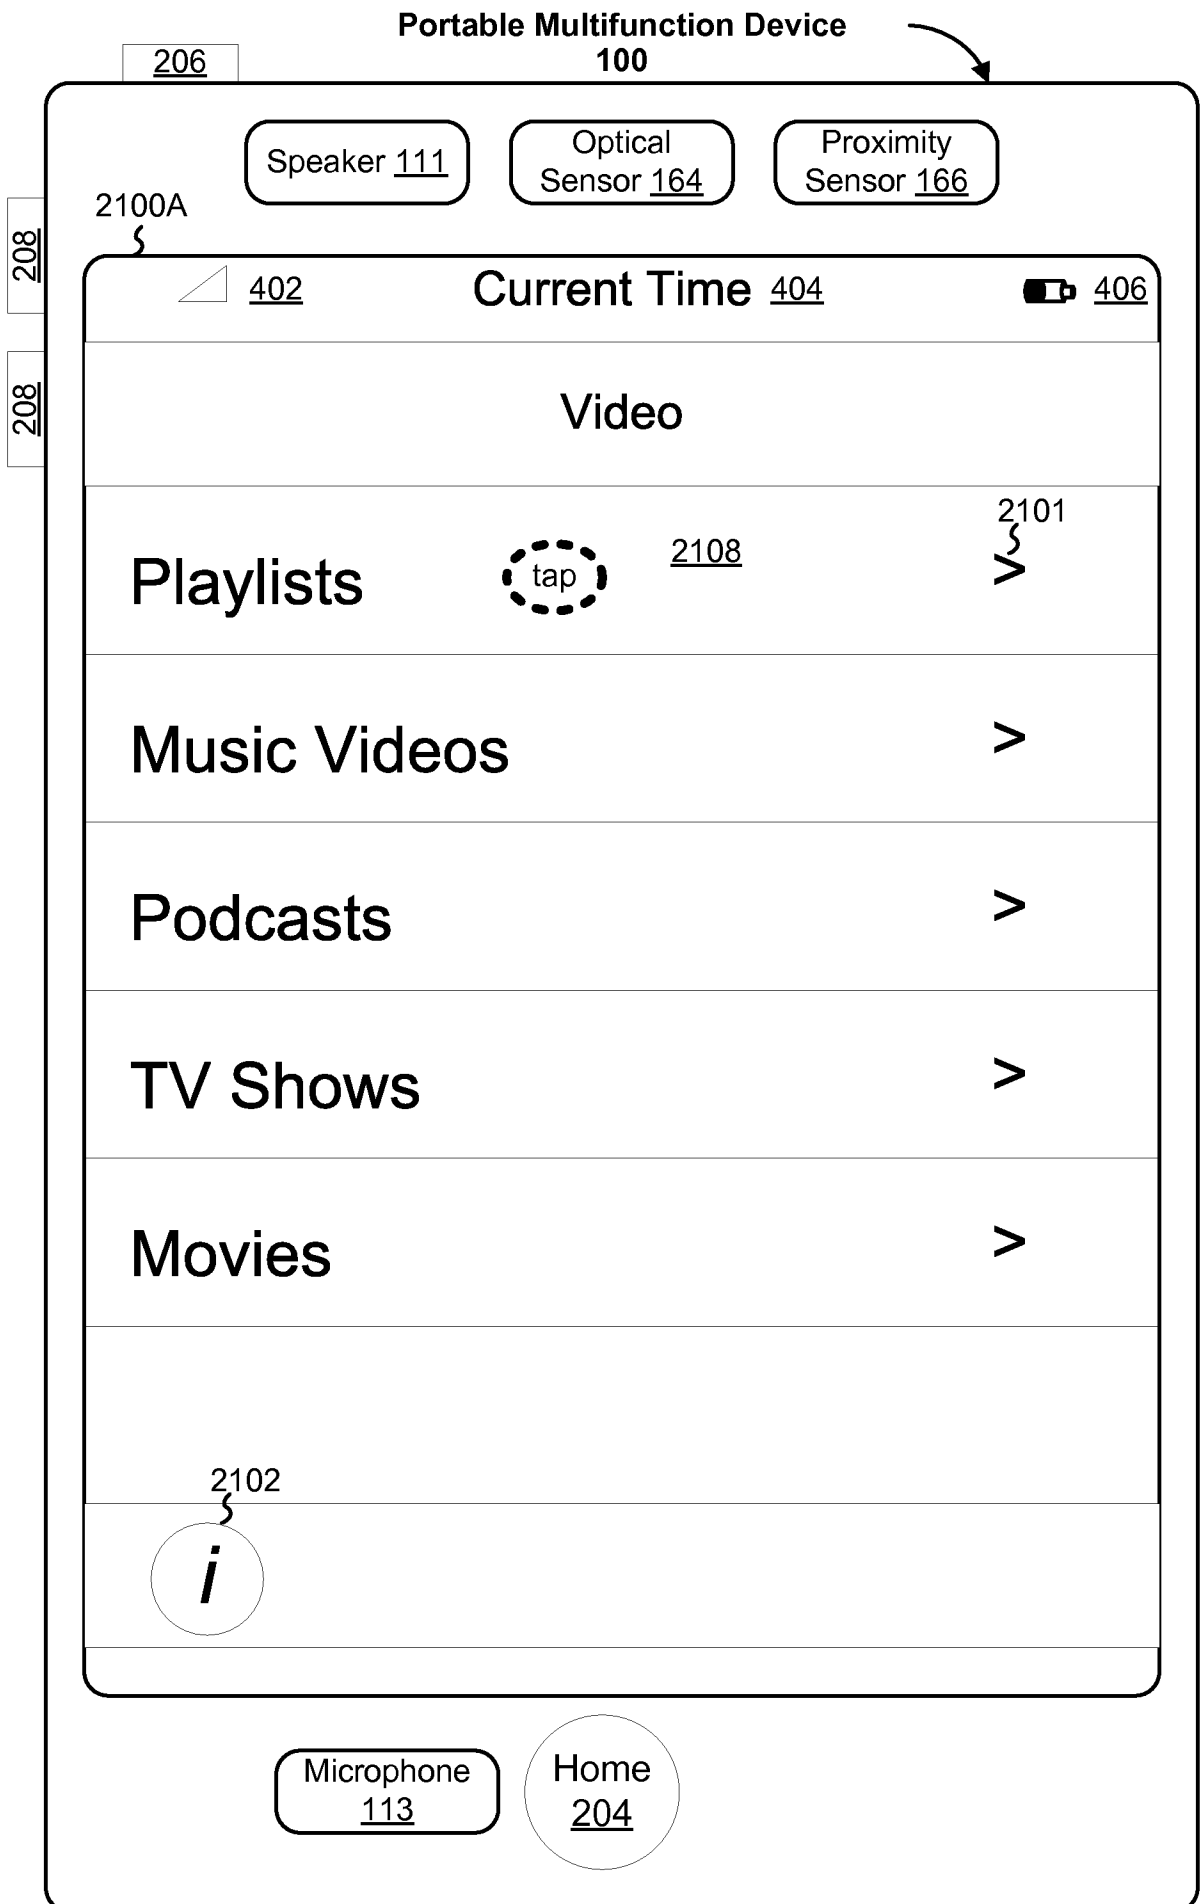 Portable Multifunction Device
100
206
Speaker 111
Optical
Sensor 164
Proximity
Sensor 166
2100A
208
402
Current Time 404
406
208
Video
2101
Playlists
tap
2108
>
Music Videos
>
Podcasts
>
TV Shows
>
Movies
>
2102
i
Microphone
113
Home
204